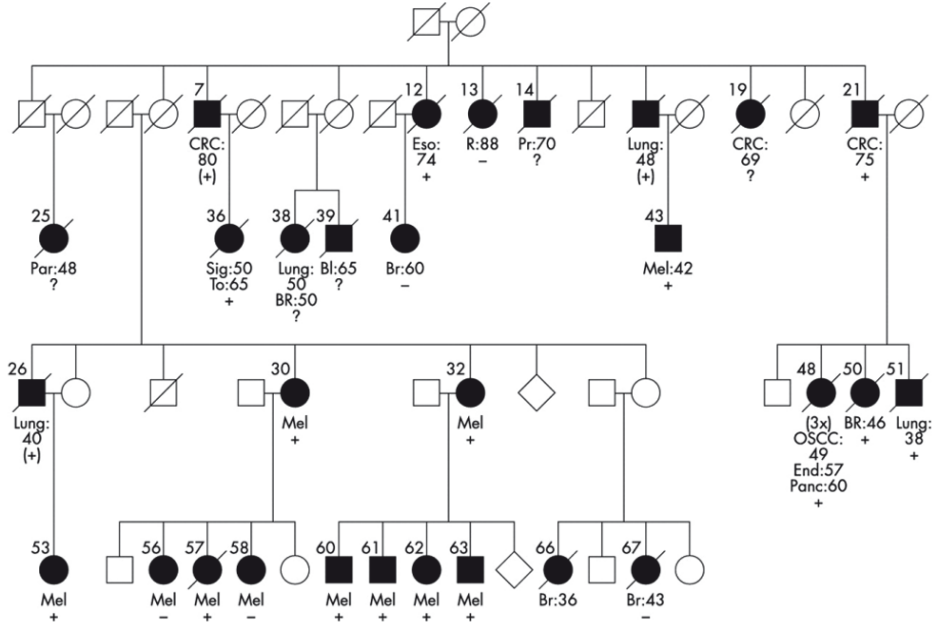 7
12
13
14
19
21
CRC:
80
(+)
Eso:
74
+
R:88
–
Pr:70
?
Lung:
48
(+)
CRC:
69
?
CRC:
75
+
25
36
38
39
41
43
Par:48
?
Sig:50
To:65
+
Lung:
50
BR:50
?
Bl:65
?
Br:60
–
Mel:42
+
26
30
32
48
50
51
Lung:
40
(+)
Mel
+
Mel
+
(3x)
OSCC:
49
End:57
Panc:60
+
BR:46
+
Lung:
38
+
53
56
57
58
60
61
62
63
66
67
Mel
+
Mel
–
Mel
+
Mel
–
Mel
+
Mel
+
Mel
+
Mel
+
Br:36
Br:43
–